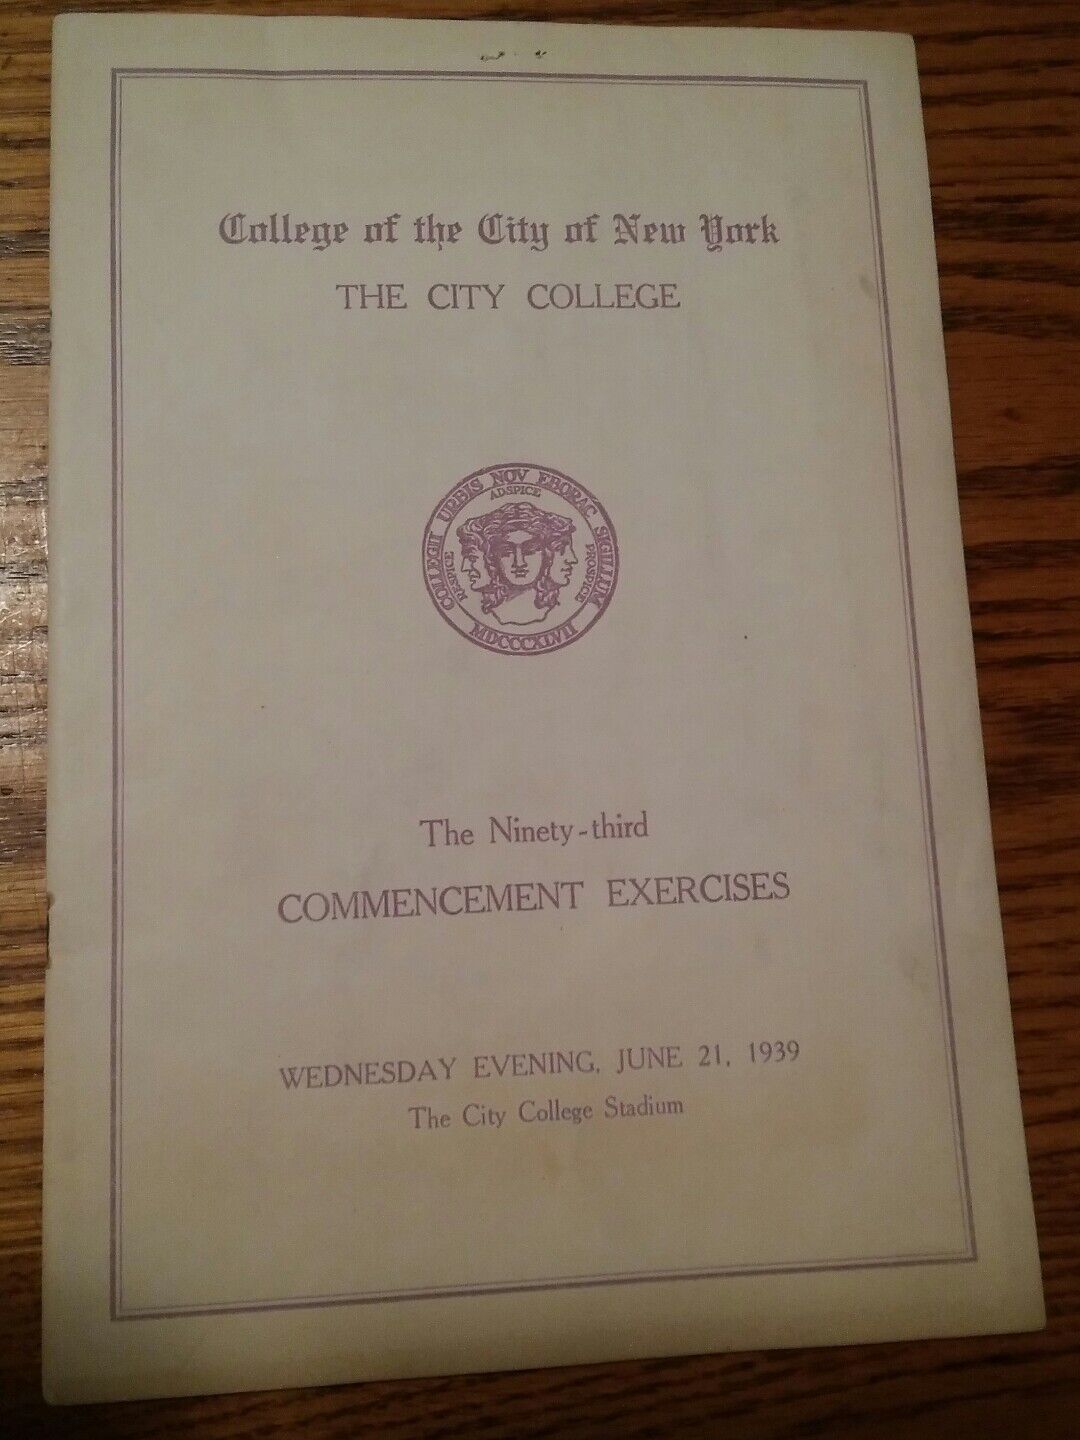 College of the City of New York
THE CITY COLLEGE
COLLEGII URBIS NOV EBORAC SIGILLUM
ADSPICE
RESPICE
PROSPICE
MDCCCXLVII
The Ninety-third
COMMENCEMENT EXERCISES
WEDNESDAY EVENING, JUNE 21, 1939
The City College Stadium